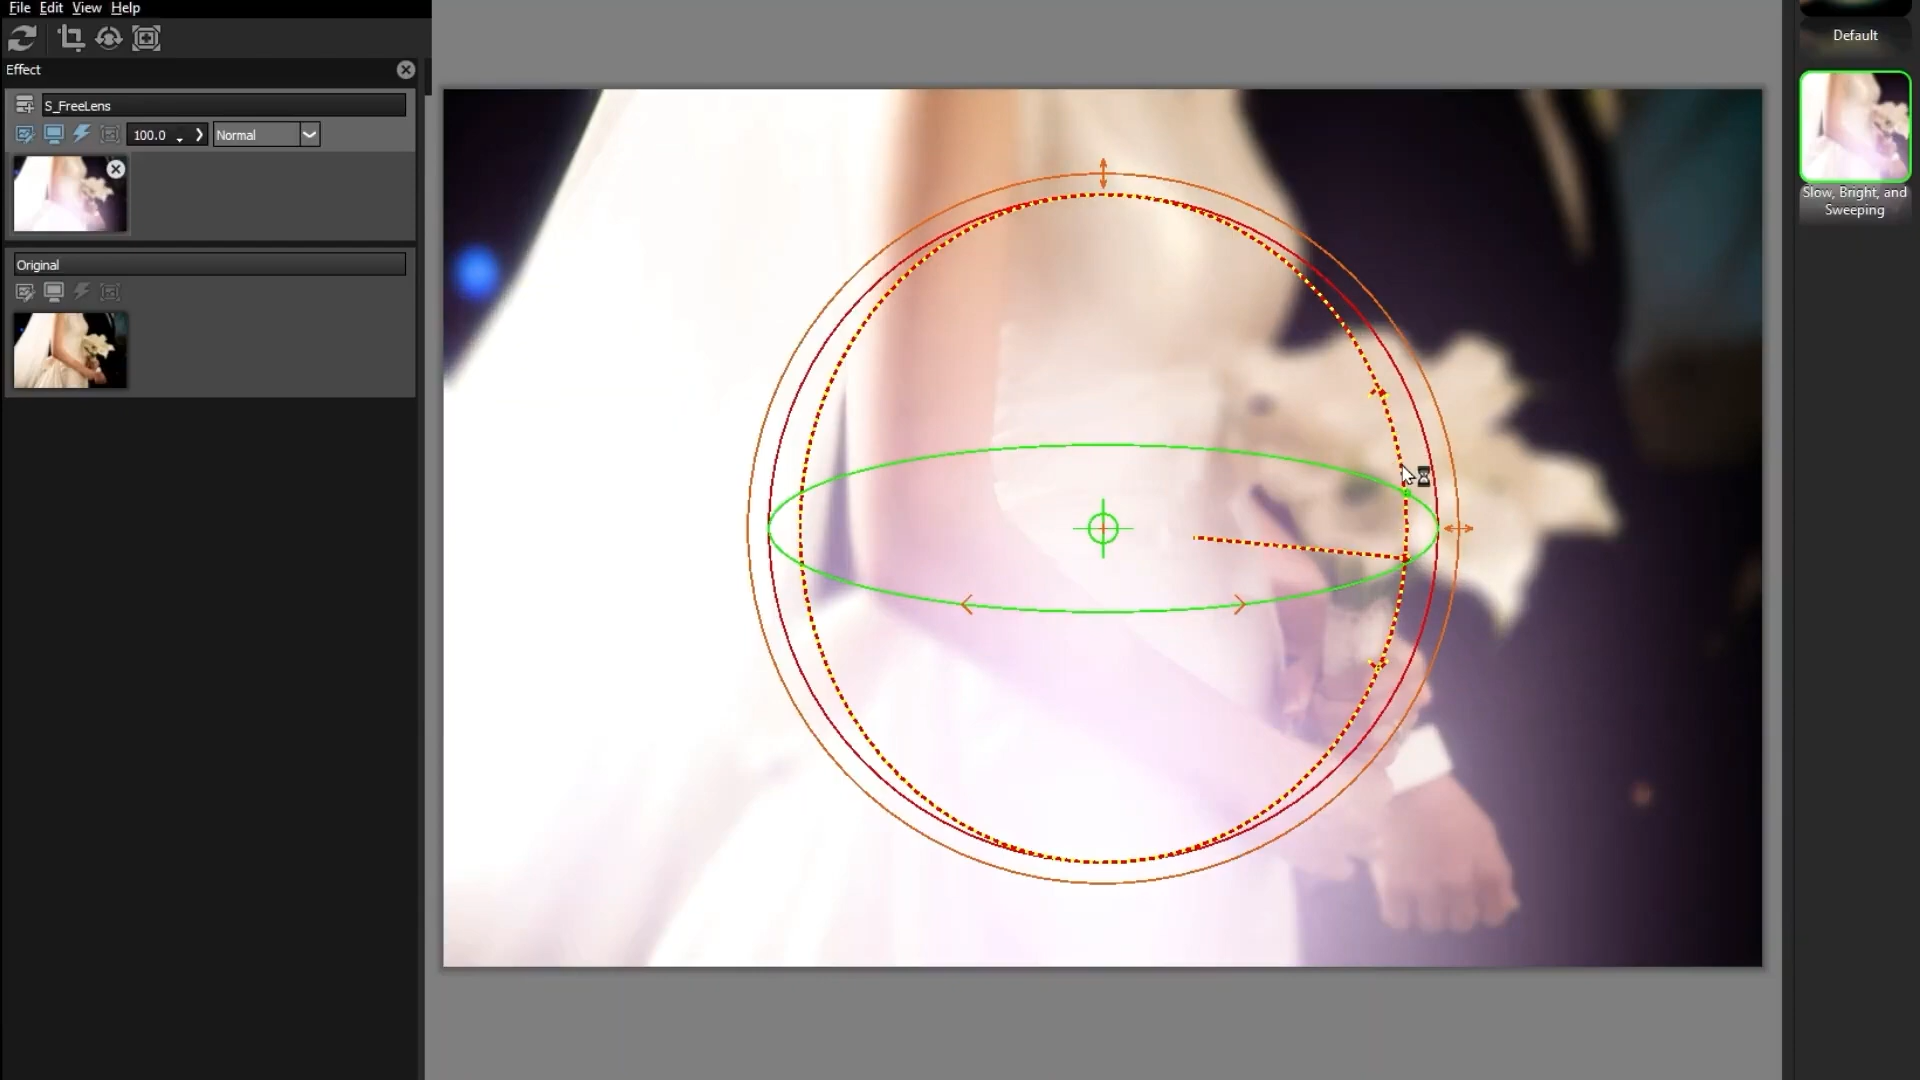 File Edit View Help
Effect
S_FreeLens
100.0 Normal
Original
Default
Slow, Bright, and
Sweeping